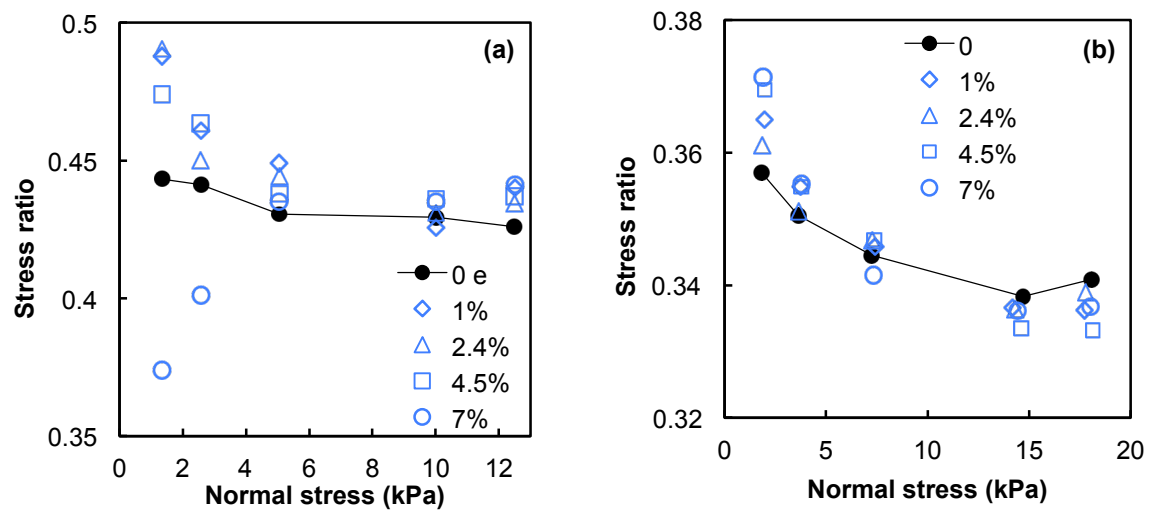 0.5
(a)
0.45
0.4
0.35
Stress ratio
0 e
1%
2.4%
4.5%
7%
0 2 4 6 8 10 12
Normal stress (kPa)
0.38
(b)
0.36
0.34
0.32
Stress ratio
0
1%
2.4%
4.5%
7%
0 5 10 15 20
Normal stress (kPa)